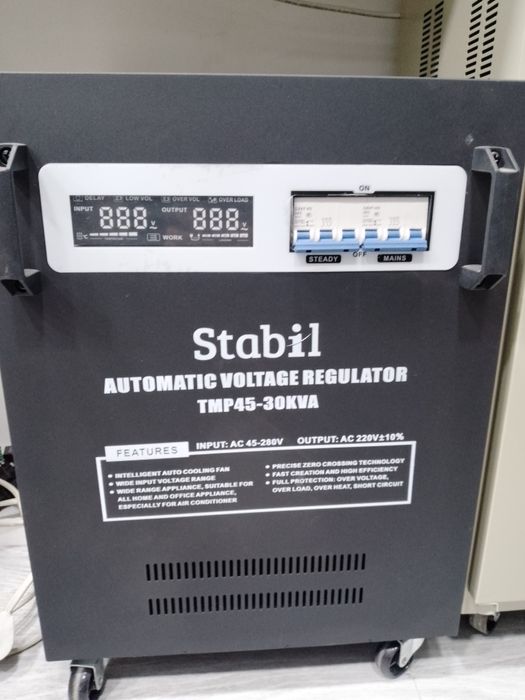 DELAY LOW VOL OVER VOL OVER LOAD
INPUT 888 V OUTPUT 888 V
WORK
ON
STEADY OFF MAINS
Stabil
AUTOMATIC VOLTAGE REGULATOR
TMP45-30KVA
INPUT: AC 45-280V OUTPUT: AC 220V±10%
FEATURES
• INTELLIGENT AUTO COOLING FAN
• WIDE INPUT VOLTAGE RANGE
• WIDE RANGE APPLIANCE, SUITABLE FOR
ALL HOME AND OFFICE APPLIANCE,
ESPECIALLY FOR AIR CONDITIONER
• PRECISE ZERO CROSSING TECHNOLOGY
• FAST CREATION AND HIGH EFFICIENCY
• FULL PROTECTION: OVER VOLTAGE,
OVER LOAD, OVER HEAT, SHORT CIRCUIT